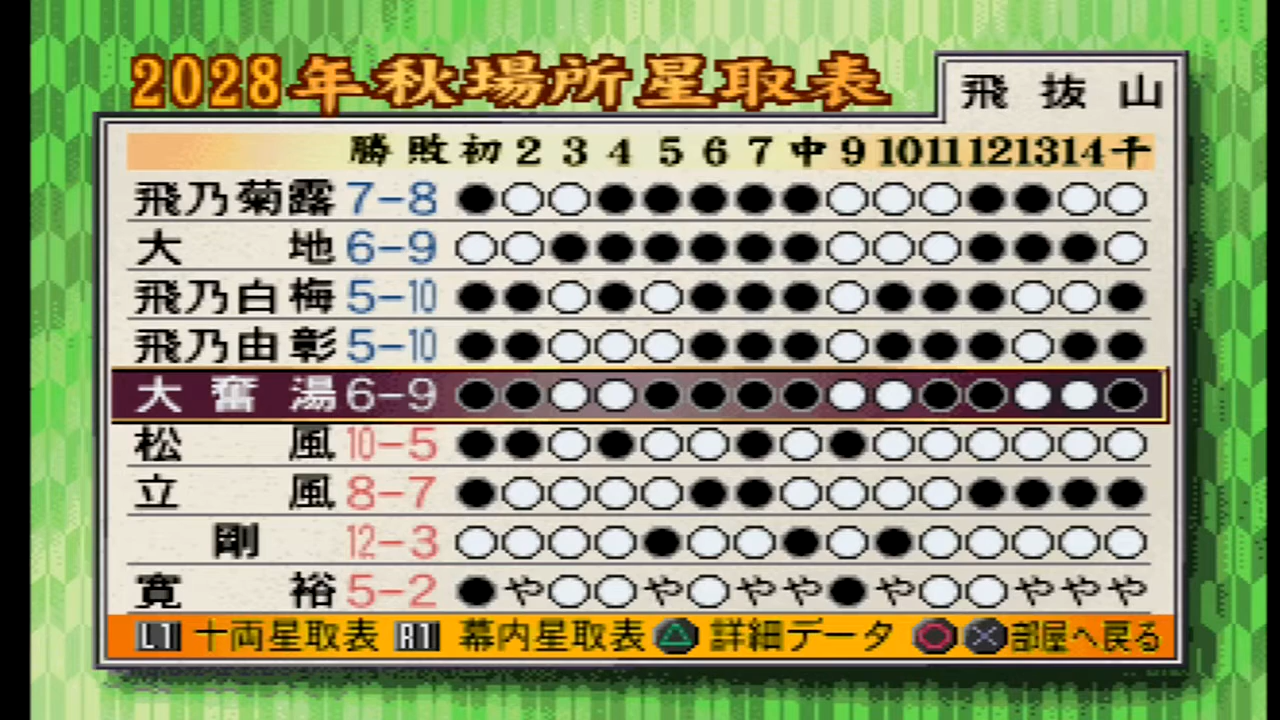 2028年秋場所星取表
飛抜山
勝 敗 初 2 3 4 5 6 7 中 9 10 11 12 13 14 千
飛乃菊露 7-8 ●○○●●●●●○○○●●○○
大地 6-9 ○○●●●●●●○○○●●●○
飛乃白梅 5-10 ●●○●○●●●○●●●○○●
飛乃由彰 5-10 ●●○○○●●●○●●●○●●
大奮湯 6-9 ●●○○●●●●○○●●○○●
松風 10-5 ●●○●○○●○●○○○○○○
立風 8-7 ●○○○○●●○○○○●●●●
剛 12-3 ○○○○●○○●○●○○○○○
寛裕 5-2 ●や○○や○やや●や○○ややや
L1 十両星取表 R1 幕内星取表 △ 詳細データ ○×部屋へ戻る